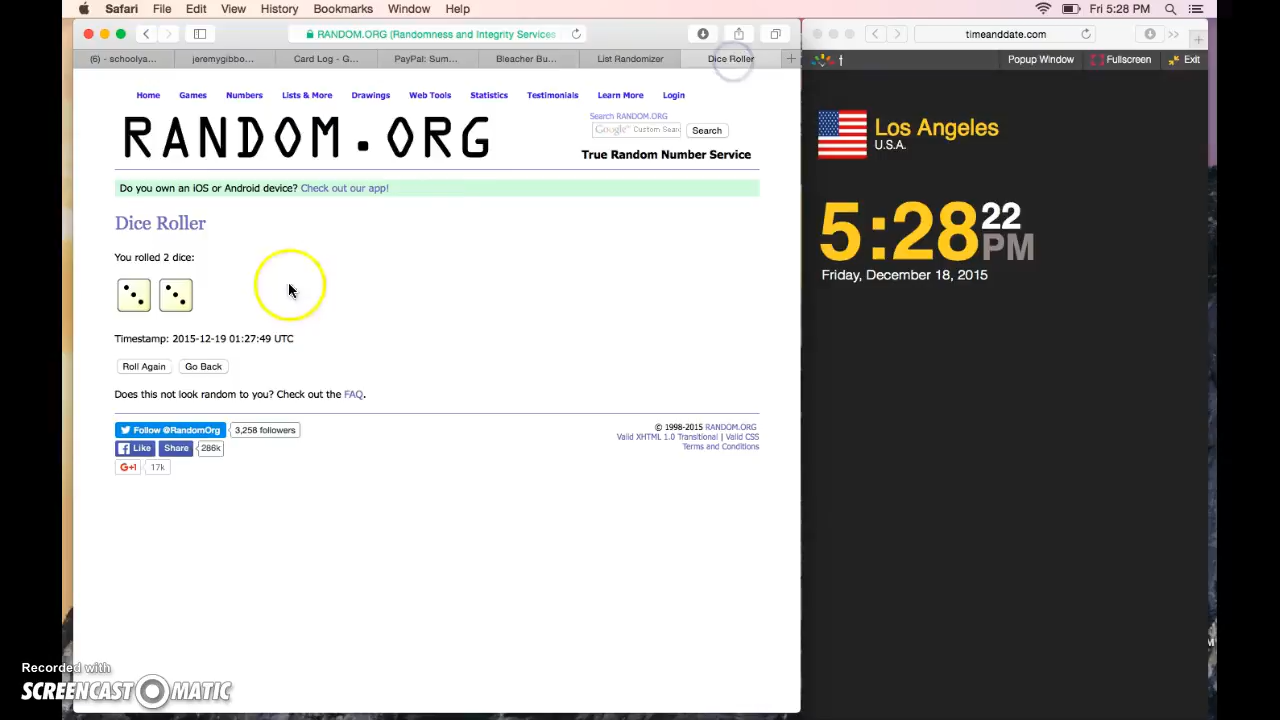 Safari File Edit View History Bookmarks Window Help Fri 5:28 PM
RANDOM.ORG (Randomness and Integrity Services
timeanddate.com
(6) - schoolya... jeremygibbo... Card Log - G... PayPal: Sum... Bleacher Bu... List Randomizer Dice Roller
Popup Window Fullscreen Exit
Home Games Numbers Lists & More Drawings Web Tools Statistics Testimonials Learn More Login
Search RANDOM.ORG
Google Custom Sear
Search
RANDOM.ORG
True Random Number Service
Do you own an iOS or Android device? Check out our app!
Dice Roller
You rolled 2 dice:
Timestamp: 2015-12-19 01:27:49 UTC
Roll Again Go Back
Does this not look random to you? Check out the FAQ.
Follow @RandomOrg 3,258 followers
Like Share 286k
G+1 17k
© 1998-2015 RANDOM.ORG
Valid XHTML 1.0 Transitional | Valid CSS
Terms and Conditions
Los Angeles
U.S.A.
5:28 22 PM
Friday, December 18, 2015
Recorded with
SCREENCAST-O-MATIC